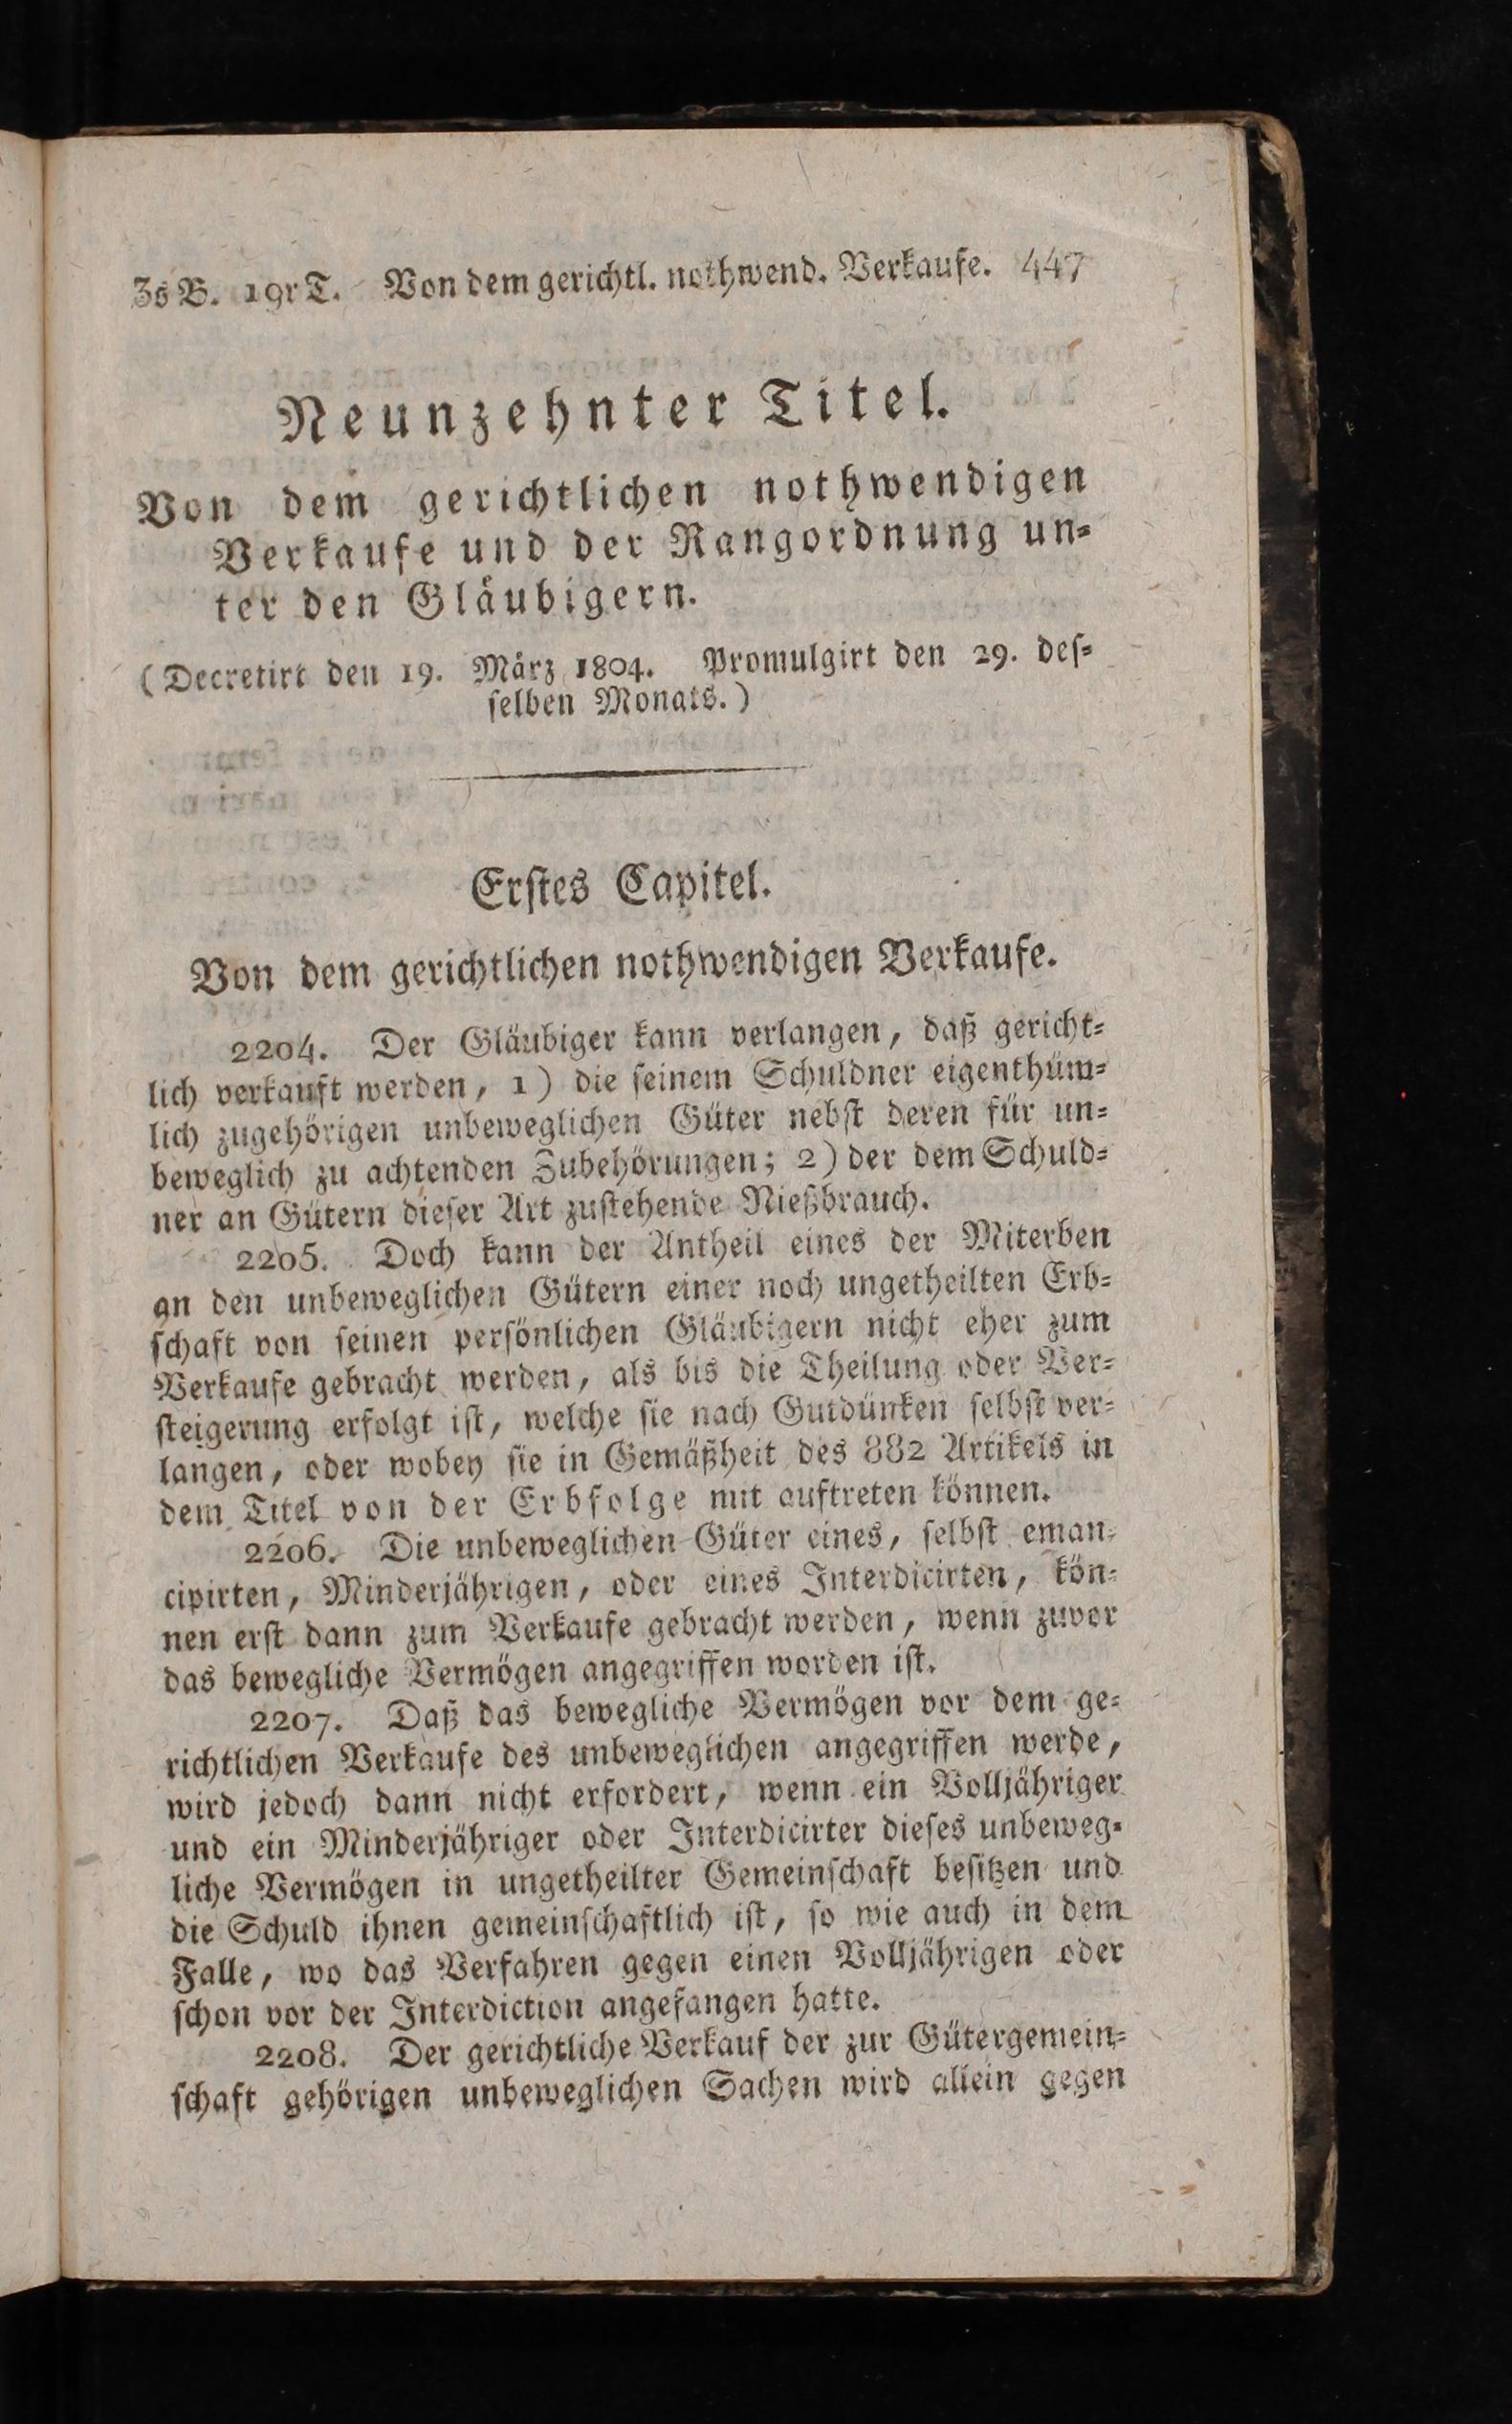 3s B. 19r T. Von dem gerichtl. nothwend. Verkaufe. 447
Neunzehnter Titel.
Von dem gerichtlichen nothwendigen
Verkaufe und der Rangordnung un=
ter den Gläubigern.
(Decretirt den 19. März 1804. Promulgirt den 29. des=
selben Monats.)
Erstes Capitel.
Von dem gerichtlichen nothwendigen Verkaufe.
2204. Der Gläubiger kann verlangen, daß gericht=
lich verkauft werden, 1) die seinem Schuldner eigenthüm=
lich zugehörigen unbeweglichen Güter nebst deren für un=
beweglich zu achtenden Zubehörungen; 2) der dem Schuld=
ner an Gütern dieser Art zustehende Nießbrauch.
2205. Doch kann der Antheil eines der Miterben
an den unbeweglichen Gütern einer noch ungetheilten Erb=
schaft von seinen persönlichen Gläubigern nicht eher zum
Verkaufe gebracht werden, als bis die Theilung oder Ver=
steigerung erfolgt ist, welche sie nach Gutdünken selbst ver=
langen, oder wobey sie in Gemäßheit des 882 Artikels in
dem Titel von der Erbfolge mit auftreten können.
2206. Die unbeweglichen Güter eines, selbst eman=
cipirten, Minderjährigen, oder eines Interdicirten, kön=
nen erst dann zum Verkaufe gebracht werden, wenn zuvor
das bewegliche Vermögen angegriffen worden ist.
2207. Daß das bewegliche Vermögen vor dem ge=
richtlichen Verkaufe des unbeweglichen angegriffen werde,
wird jedoch dann nicht erfordert, wenn ein Volljähriger
und ein Minderjähriger oder Interdicirter dieses unbeweg=
liche Vermögen in ungetheilter Gemeinschaft besitzen und
die Schuld ihnen gemeinschaftlich ist, so wie auch in dem
Falle, wo das Verfahren gegen einen Volljährigen oder
schon vor der Interdiction angefangen hatte.
2208. Der gerichtliche Verkauf der zur Gütergemein=
schaft gehörigen unbeweglichen Sachen wird allein gegen